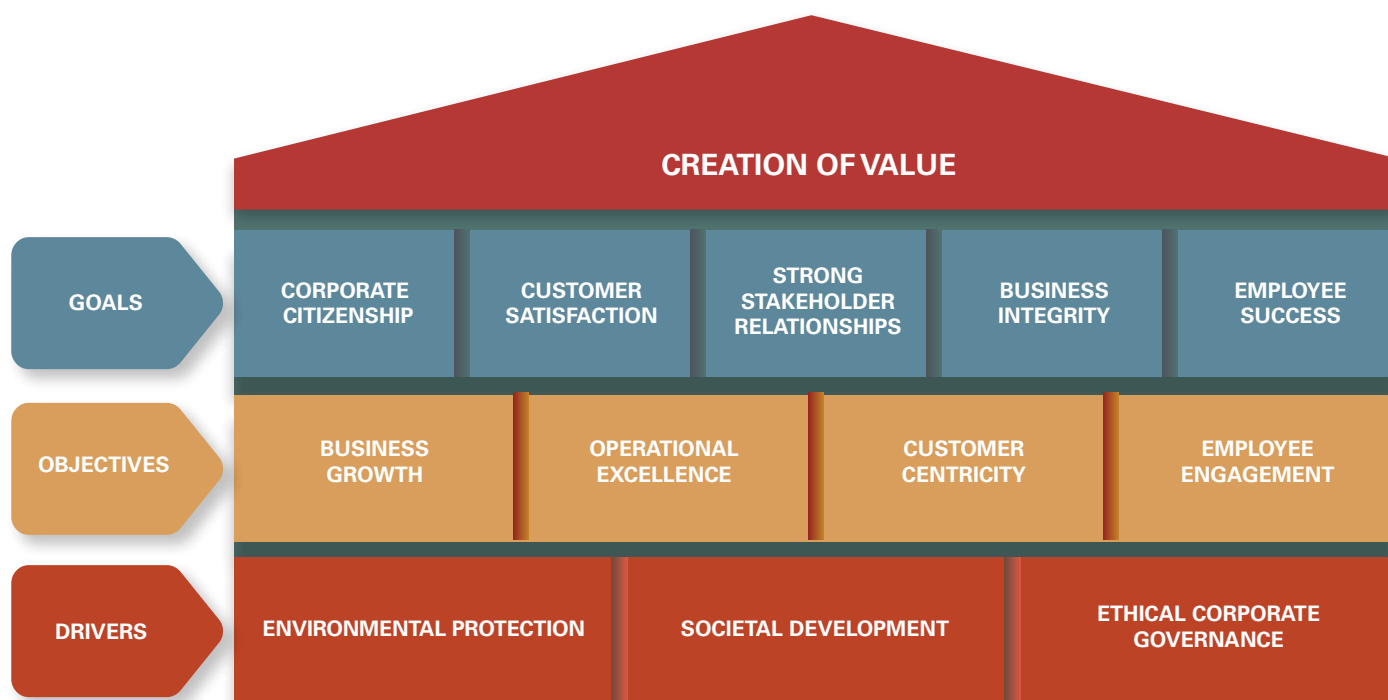 CREATION OF VALUE
GOALS
CORPORATE
CITIZENSHIP
CUSTOMER
SATISFACTION
STRONG
STAKEHOLDER
RELATIONSHIPS
BUSINESS
INTEGRITY
EMPLOYEE
SUCCESS
OBJECTIVES
BUSINESS
GROWTH
OPERATIONAL
EXCELLENCE
CUSTOMER
CENTRICITY
EMPLOYEE
ENGAGEMENT
DRIVERS
ENVIRONMENTAL PROTECTION
SOCIETAL DEVELOPMENT
ETHICAL CORPORATE
GOVERNANCE